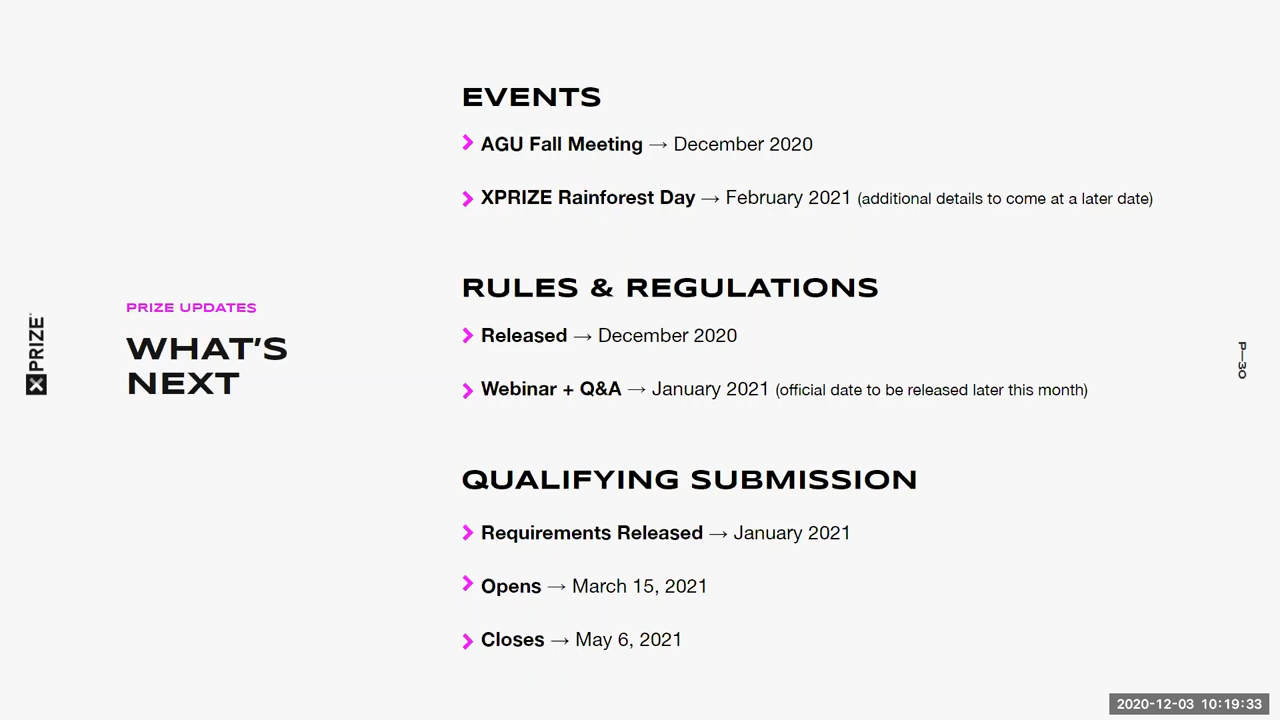 XPRIZE
PRIZE UPDATES
WHAT'S
NEXT
EVENTS
AGU Fall Meeting → December 2020
XPRIZE Rainforest Day → February 2021 (additional details to come at a later date)
RULES & REGULATIONS
Released → December 2020
Webinar + Q&A → January 2021 (official date to be released later this month)
QUALIFYING SUBMISSION
Requirements Released → January 2021
Opens → March 15, 2021
Closes → May 6, 2021
P—30
2020-12-03 10:19:33